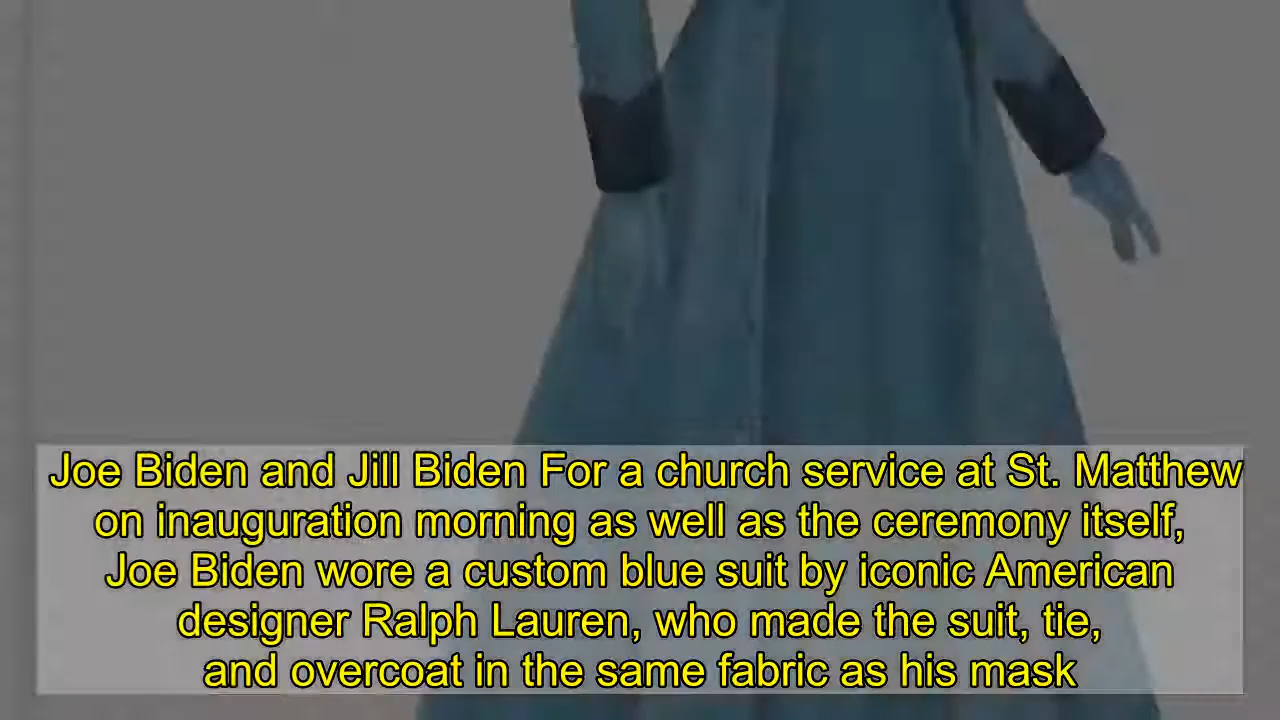 Joe Biden and Jill Biden For a church service at St. Matthew
on inauguration morning as well as the ceremony itself,
Joe Biden wore a custom blue suit by iconic American
designer Ralph Lauren, who made the suit, tie,
and overcoat in the same fabric as his mask